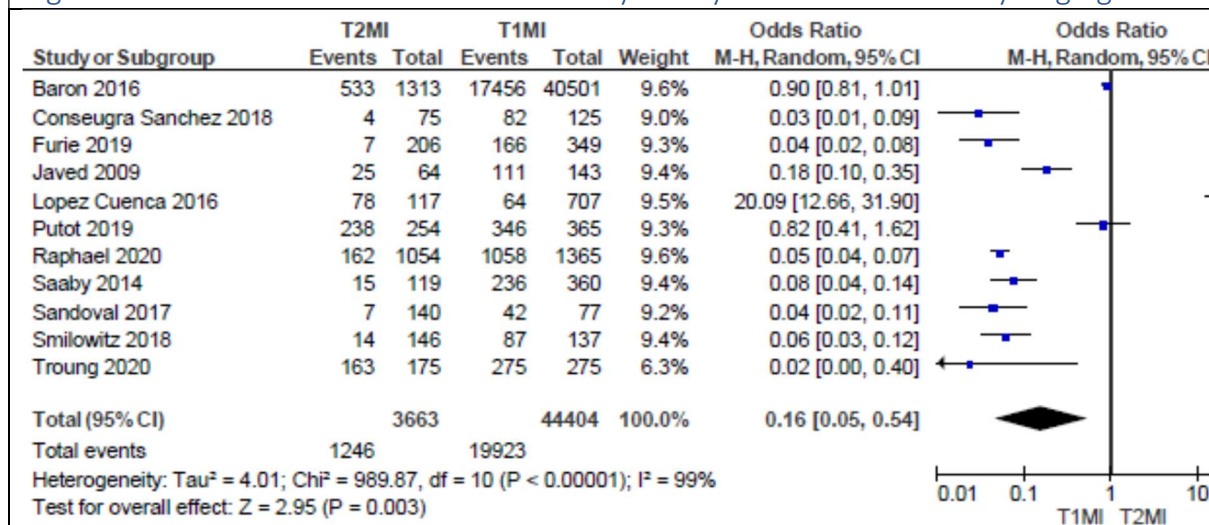 T2MI T1MI Odds Ratio Odds Ratio
Study or Subgroup Events Total Events Total Weight M-H, Random, 95% CI M-H, Random, 95% CI
Baron 2016 533 1313 17456 40501 9.6% 0.90 [0.81, 1.01]
Conseugra Sanchez 2018 4 75 82 125 9.0% 0.03 [0.01, 0.09]
Furie 2019 7 206 166 349 9.3% 0.04 [0.02, 0.08]
Javed 2009 25 64 111 143 9.4% 0.18 [0.10, 0.35]
Lopez Cuenca 2016 78 117 64 707 9.5% 20.09 [12.66, 31.90]
Putot 2019 238 254 346 365 9.3% 0.82 [0.41, 1.62]
Raphael 2020 162 1054 1058 1365 9.6% 0.05 [0.04, 0.07]
Saaby 2014 15 119 236 360 9.4% 0.08 [0.04, 0.14]
Sandoval 2017 7 140 42 77 9.2% 0.04 [0.02, 0.11]
Smilowitz 2018 14 146 87 137 9.4% 0.06 [0.03, 0.12]
Troung 2020 163 175 275 275 6.3% 0.02 [0.00, 0.40]
Total (95% CI) 3663 44404 100.0% 0.16 [0.05, 0.54]
Total events 1246 19923
Heterogeneity: Tau² = 4.01; Chi² = 989.87, df = 10 (P < 0.00001); I² = 99%
Test for overall effect: Z = 2.95 (P = 0.003)
0.01 0.1 1 10
T1MI T2MI